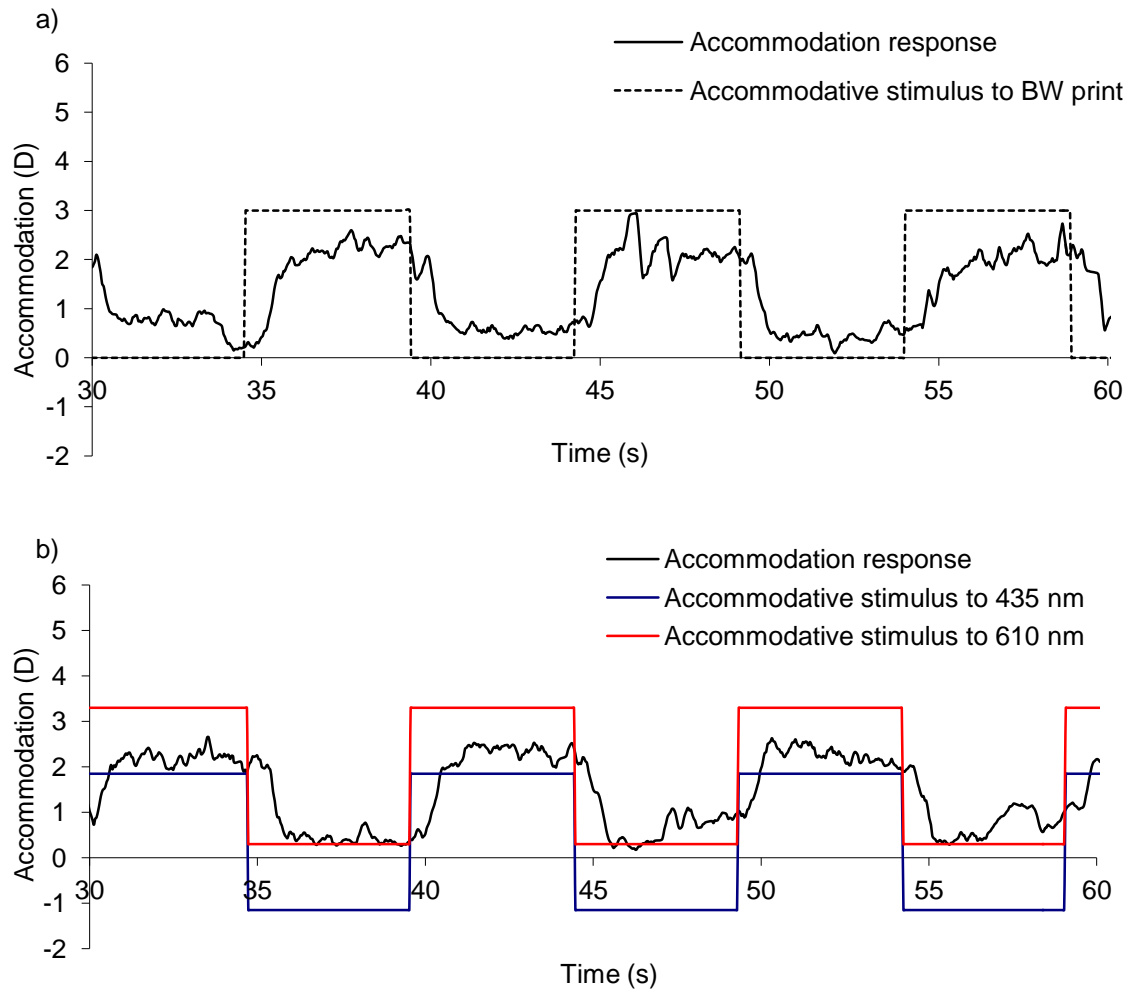 a)
Accommodation response
Accommodative stimulus to BW print
6
5
4
3
2
1
0
-1
-2
Accommodation (D)
30 35 40 45 50 55 60
Time (s)
b)
Accommodation response
Accommodative stimulus to 435 nm
Accommodative stimulus to 610 nm
6
5
4
3
2
1
0
-1
-2
Accommodation (D)
30 35 40 45 50 55 60
Time (s)